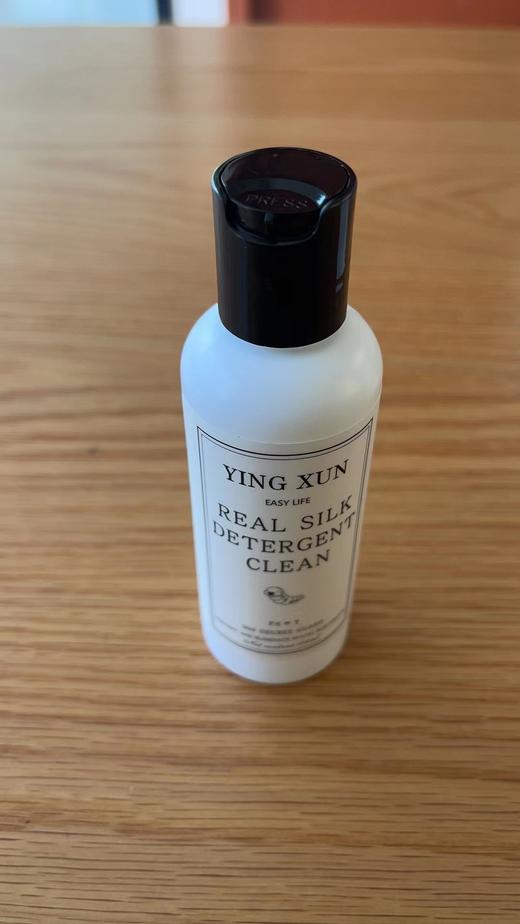 PRESS
YING XUN
EASY LIFE
REAL SILK
DETERGENT
CLEAN